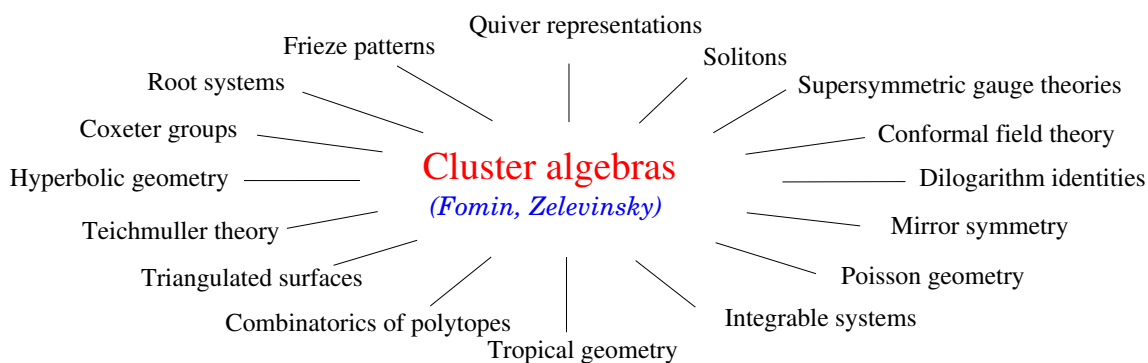 Quiver representations
Frieze patterns
Solitons
Root systems
Supersymmetric gauge theories
Coxeter groups
Conformal field theory
Cluster algebras
Hyperbolic geometry
Dilogarithm identities
(Fomin, Zelevinsky)
Teichmuller theory
Mirror symmetry
Triangulated surfaces
Poisson geometry
Combinatorics of polytopes
Integrable systems
Tropical geometry